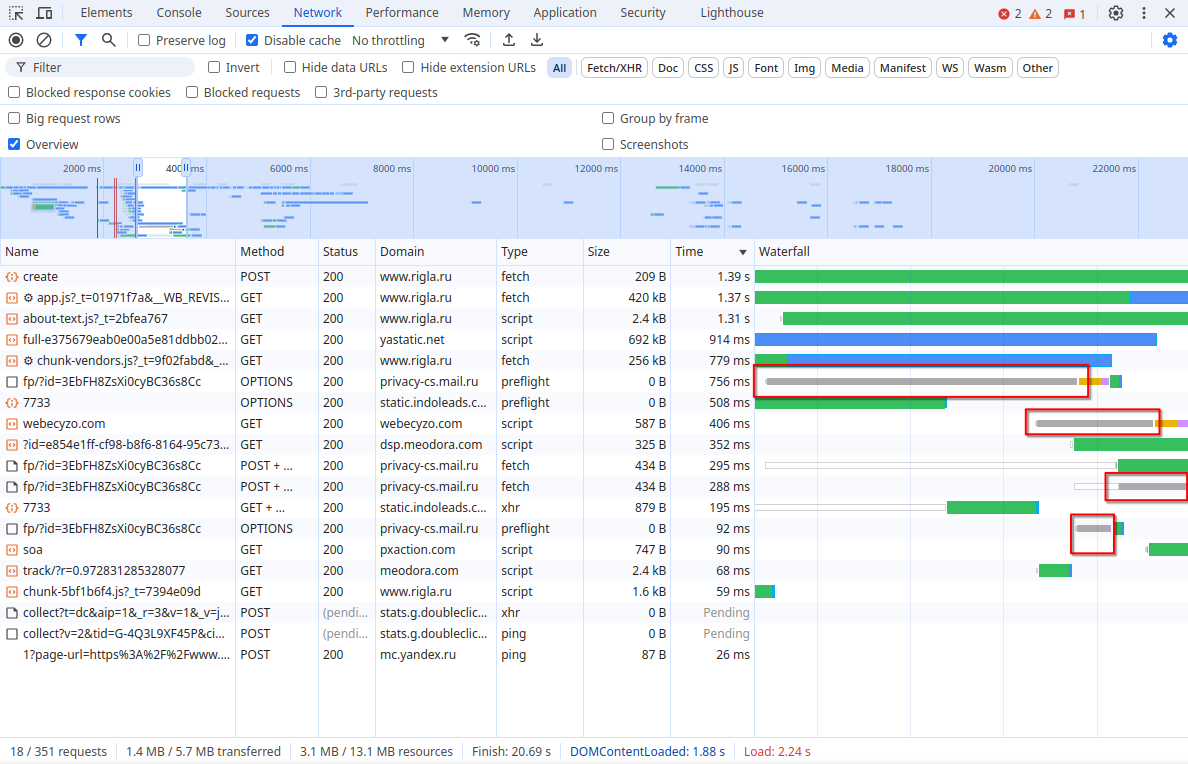 Elements Console Sources Network Performance Memory Application Security Lighthouse 2 2 1
Preserve log Disable cache No throttling
Filter Invert Hide data URLs Hide extension URLs All Fetch/XHR Doc CSS JS Font Img Media Manifest WS Wasm Other
Blocked response cookies Blocked requests 3rd-party requests
Big request rows Group by frame
Overview Screenshots
2000 ms 4000 ms 6000 ms 8000 ms 10000 ms 12000 ms 14000 ms 16000 ms 18000 ms 20000 ms 22000 ms
Name Method Status Domain Type Size Time Waterfall
create POST 200 www.rigla.ru fetch 209 B 1.39 s
app.js?_t=01971f7a&__WB_REVIS... GET 200 www.rigla.ru fetch 420 kB 1.37 s
about-text.js?_t=2bfea767 GET 200 www.rigla.ru script 2.4 kB 1.31 s
full-e375679eab0e00a5e81ddbb02... GET 200 yastatic.net script 692 kB 914 ms
chunk-vendors.js?_t=9f02fabd&_... GET 200 www.rigla.ru fetch 256 kB 779 ms
fp/?id=3EbFH8ZsXi0cyBC36s8Cc OPTIONS 200 privacy-cs.mail.ru preflight 0 B 756 ms
7733 OPTIONS 200 static.indoleads.c... preflight 0 B 508 ms
webecyzo.com GET 200 webecyzo.com script 587 B 406 ms
?id=e854e1ff-cf98-b8f6-8164-95c73... GET 200 dsp.meodora.com script 325 B 352 ms
fp/?id=3EbFH8ZsXi0cyBC36s8Cc POST + ... 200 privacy-cs.mail.ru fetch 434 B 295 ms
fp/?id=3EbFH8ZsXi0cyBC36s8Cc POST + ... 200 privacy-cs.mail.ru fetch 434 B 288 ms
7733 GET + ... 200 static.indoleads.c... xhr 879 B 195 ms
fp/?id=3EbFH8ZsXi0cyBC36s8Cc OPTIONS 200 privacy-cs.mail.ru preflight 0 B 92 ms
soa GET 200 pxaction.com script 747 B 90 ms
track/?r=0.972831285328077 GET 200 meodora.com script 2.4 kB 68 ms
chunk-5bf1b6f4.js?_t=7394e09d GET 200 www.rigla.ru script 1.6 kB 59 ms
collect?t=dc&aip=1&_r=3&v=1&_v=j... POST (pendi... stats.g.doubleclic... xhr 0 B Pending
collect?v=2&tid=G-4Q3L9XF45P&ci... POST (pendi... stats.g.doubleclic... ping 0 B Pending
1?page-url=https%3A%2F%2Fwww.... POST 200 mc.yandex.ru ping 87 B 26 ms
18 / 351 requests 1.4 MB / 5.7 MB transferred 3.1 MB / 13.1 MB resources Finish: 20.69 s DOMContentLoaded: 1.88 s Load: 2.24 s